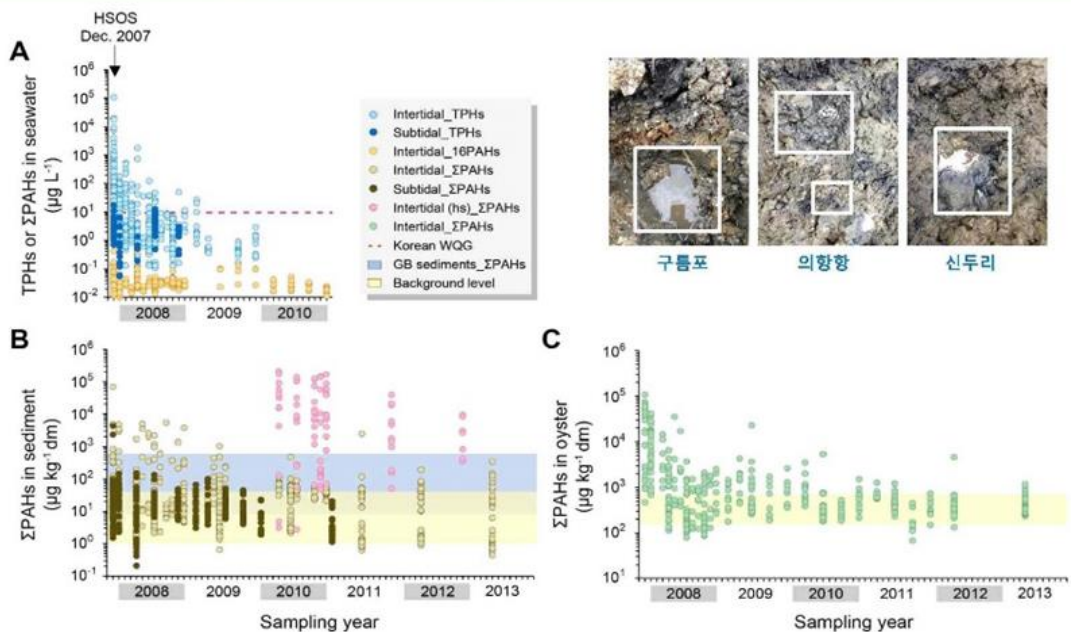 HSOS
Dec. 2007
A
TPHs or ΣPAHs in seawater
(μg L⁻¹)
10⁶
10⁵
10⁴
10³
10²
10¹
10⁰
10⁻¹
10⁻²
2008
2009
2010
Intertidal_TPHs
Subtidal_TPHs
Intertidal_16PAHs
Intertidal_ΣPAHs
Subtidal_ΣPAHs
Intertidal (hs)_ΣPAHs
Intertidal_ΣPAHs
Korean WQG
GB sediments_ΣPAHs
Background level
구름포
의항항
신두리
B
ΣPAHs in sediment
(μg kg⁻¹ dm)
10⁶
10⁵
10⁴
10³
10²
10¹
10⁰
10⁻¹
2008
2009
2010
2011
2012
2013
Sampling year
C
ΣPAHs in oyster
(μg kg⁻¹ dm)
10⁶
10⁵
10⁴
10³
10²
10¹
2008
2009
2010
2011
2012
2013
Sampling year